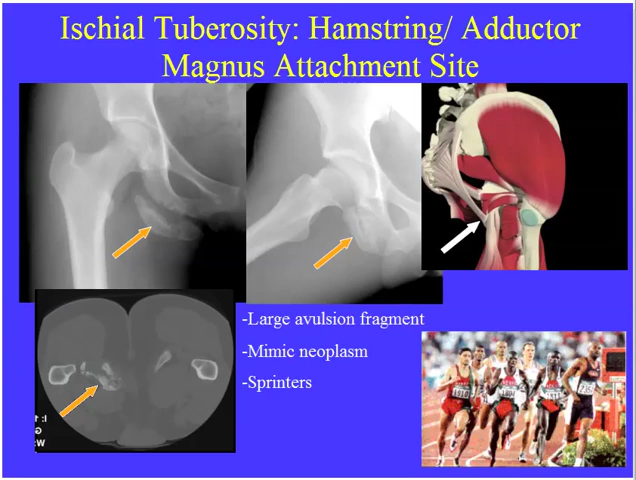 Ischial Tuberosity: Hamstring/ Adductor
Magnus Attachment Site
-Large avulsion fragment
-Mimic neoplasm
-Sprinters